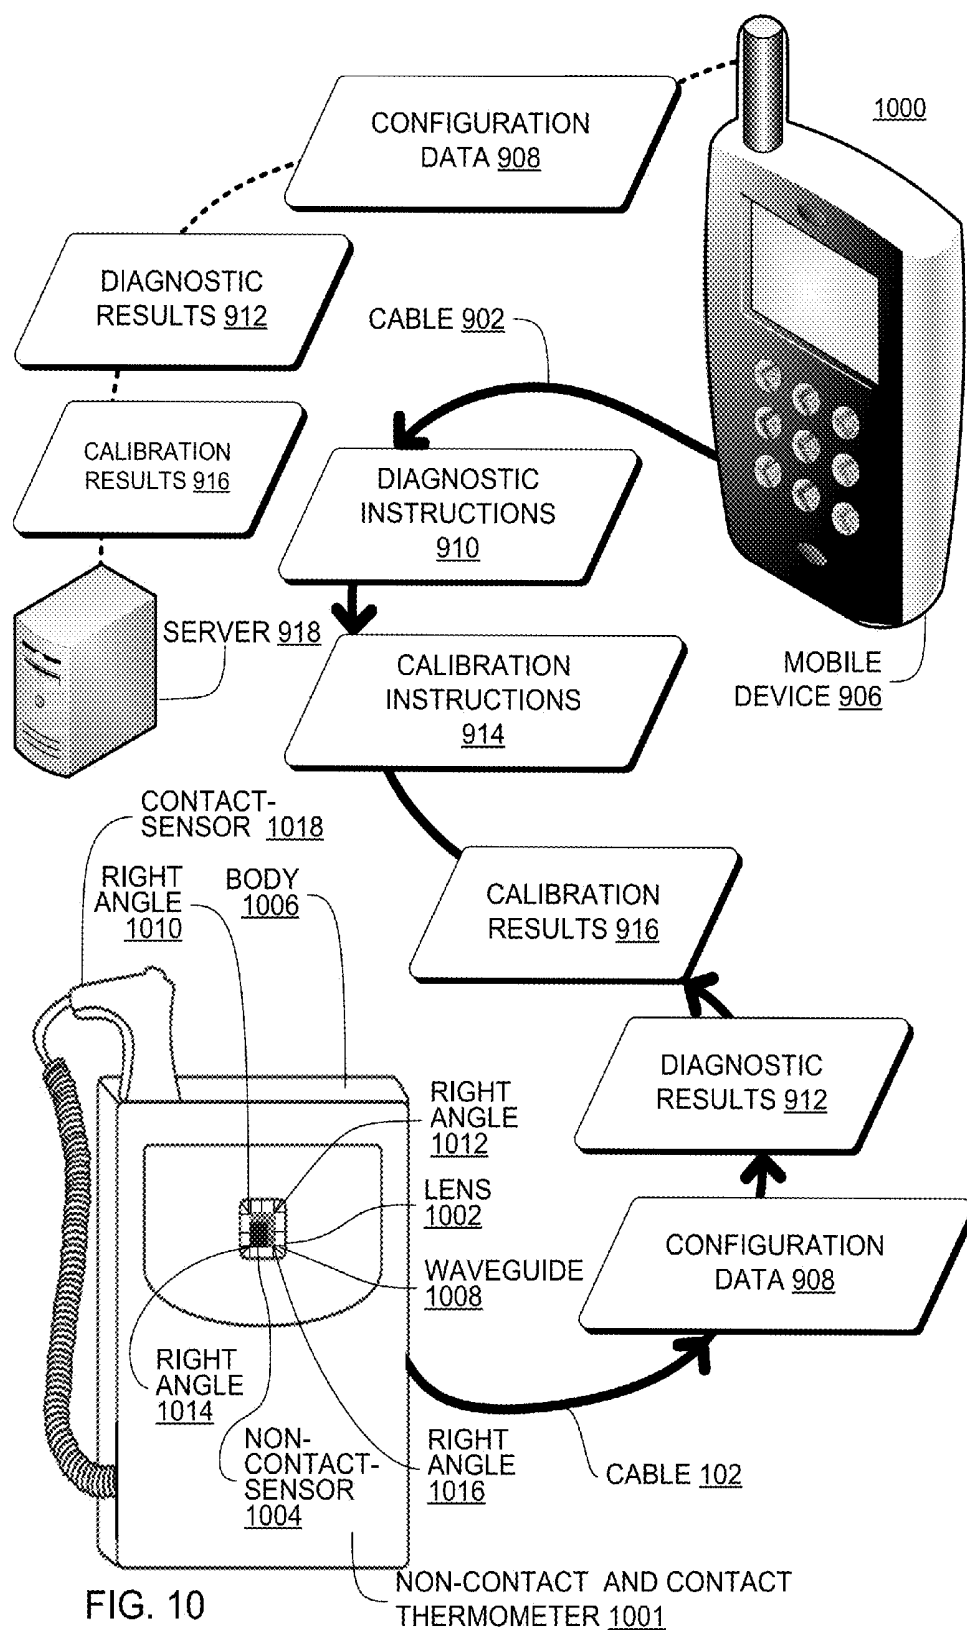 1000
CONFIGURATION
DATA 908
DIAGNOSTIC
RESULTS 912
CABLE 902
CALIBRATION
RESULTS 916
DIAGNOSTIC
INSTRUCTIONS
910
SERVER 918
CALIBRATION
INSTRUCTIONS
914
MOBILE
DEVICE 906
CONTACT-
SENSOR 1018
RIGHT
ANGLE
1010
BODY
1006
CALIBRATION
RESULTS 916
DIAGNOSTIC
RESULTS 912
RIGHT
ANGLE
1012
LENS
1002
WAVEGUIDE
1008
CONFIGURATION
DATA 908
RIGHT
ANGLE
1014
NON-
CONTACT-
SENSOR
1004
RIGHT
ANGLE
1016
CABLE 102
NON-CONTACT AND CONTACT
THERMOMETER 1001
FIG. 10